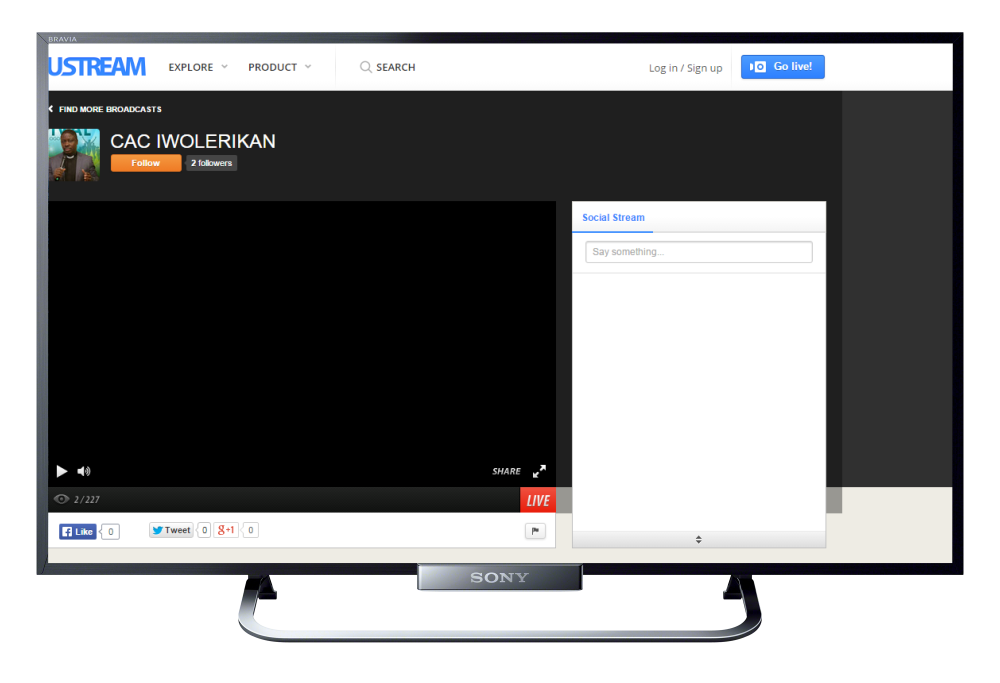 BRAVIA
USTREAM EXPLORE PRODUCT SEARCH Log in / Sign up Go live!
FIND MORE BROADCASTS
CAC IWOLERIKAN
Follow 2 followers
Social Stream
Say something...
SHARE
2/227 LIVE
Like 0 Tweet 0 g+1 0
SONY